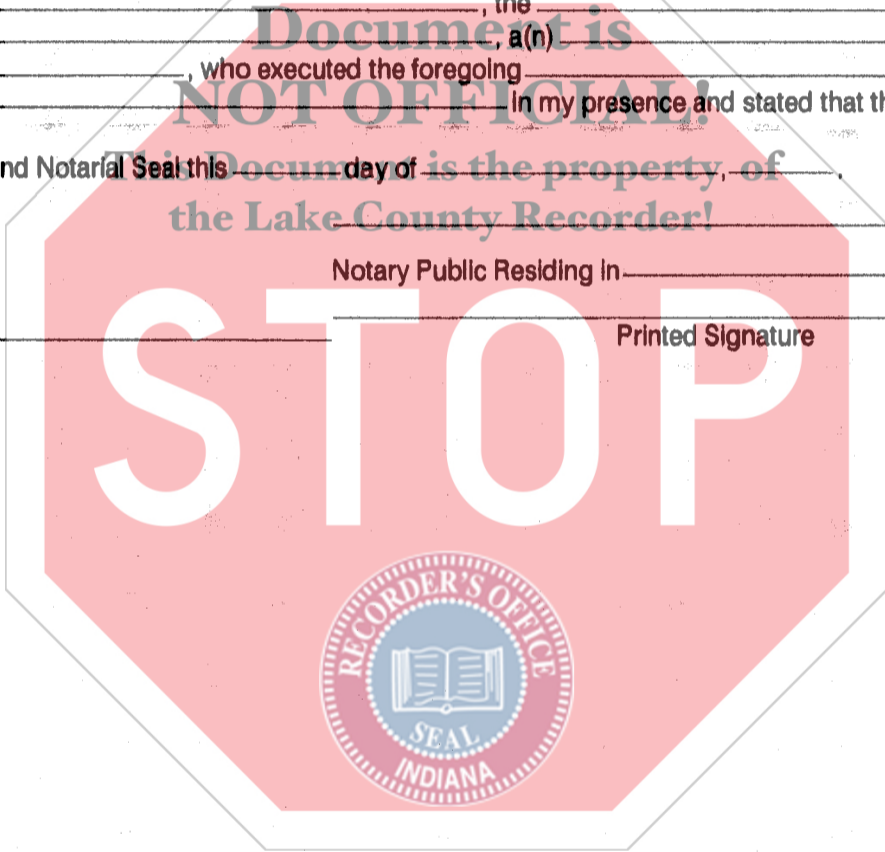 , the
Document is
, a(n)
, who executed the foregoing
NOT OFFICIAL!
in my presence and stated that th
nd Notarial Seal this day of , .
This Document is the property of
the Lake County Recorder!
Notary Public Residing in
Printed Signature
STOP
RECORDER'S OFFICE
SEAL
INDIANA